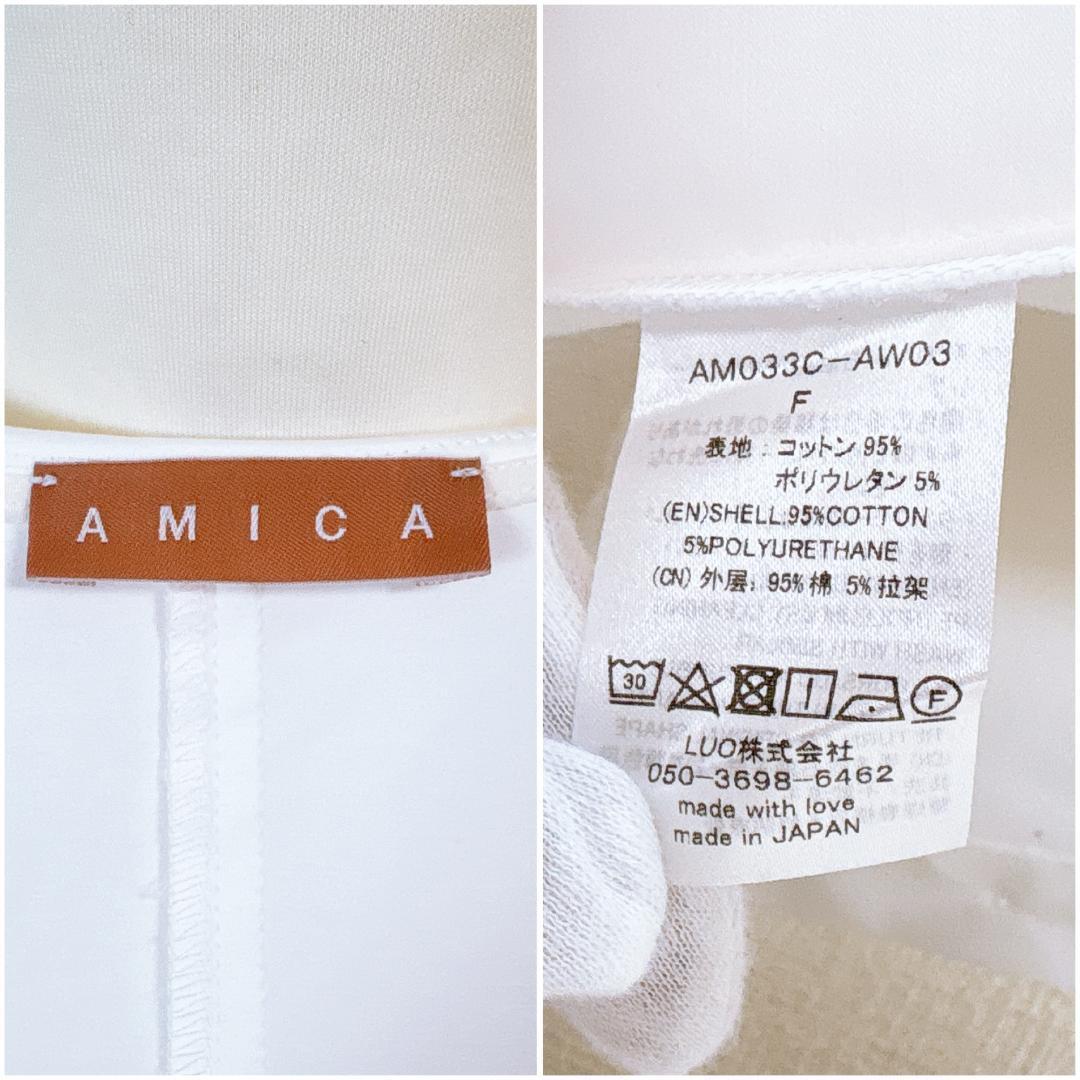 AMICA
AM033C-AW03
F
表地:コットン 95%
ポリウレタン 5%
(EN)SHELL:95%COTTON
5%POLYURETHANE
(CN) 外层: 95% 棉 5% 拉架
30
F
LUO株式会社
050-3698-6462
made with love
made in JAPAN